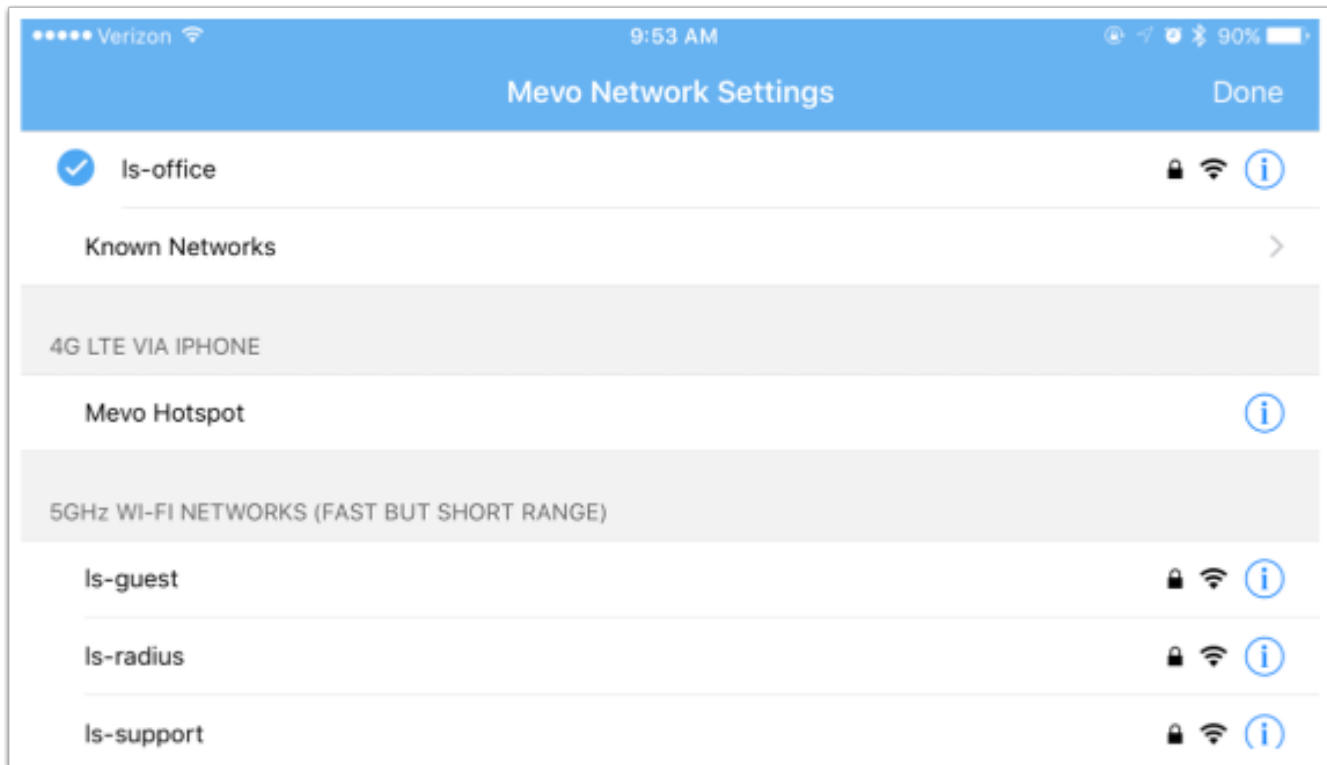 Verizon 9:53 AM 90%
Mevo Network Settings Done
ls-office
Known Networks
4G LTE VIA IPHONE
Mevo Hotspot
5GHz WI-FI NETWORKS (FAST BUT SHORT RANGE)
ls-guest
ls-radius
ls-support